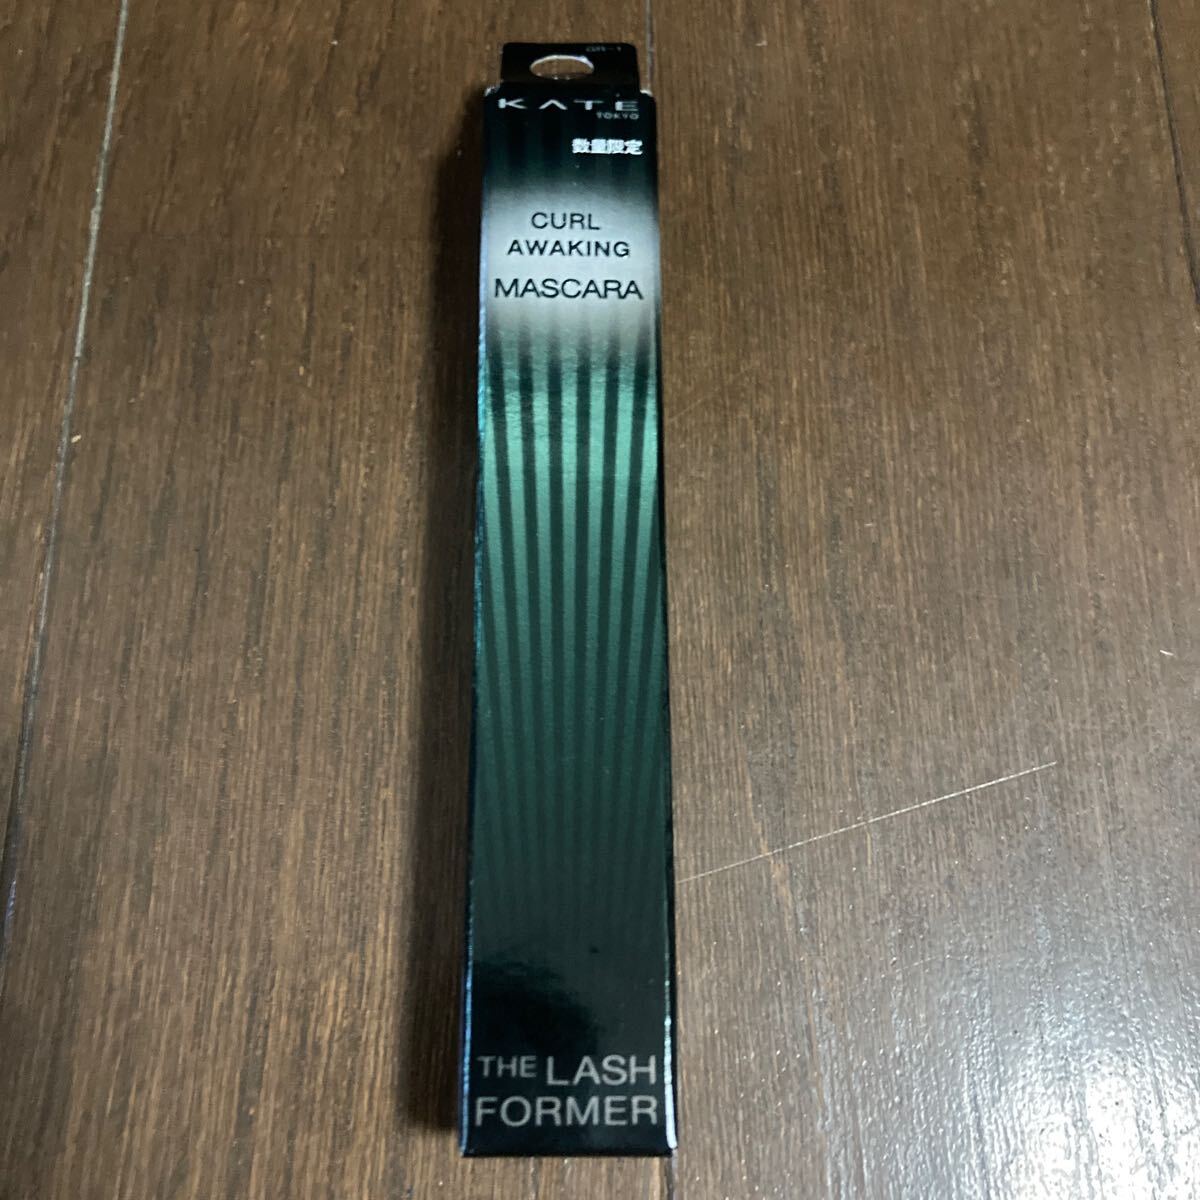 KATE
TOKYO
数量限定
CURL
AWAKING
MASCARA
THE LASH
FORMER